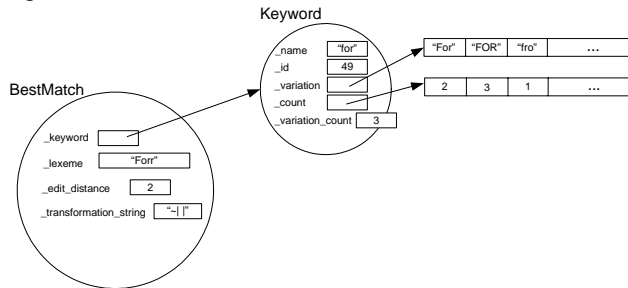 Keyword
_name "for"
_id 49
_variation
_count
_variation_count 3
"For" "FOR" "fro" ...
2 3 1 ...
BestMatch
_keyword
_lexeme "Forr"
_edit_distance 2
_transformation_string "~| |"